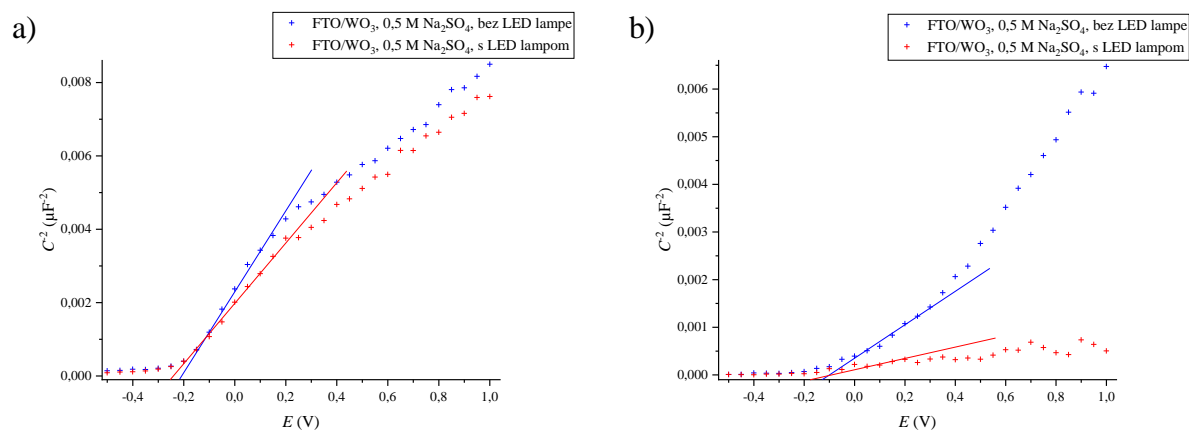 a)
FTO/WO₃, 0,5 M Na₂SO₄, bez LED lampe
FTO/WO₃, 0,5 M Na₂SO₄, s LED lampom
0,008
0,006
0,004
0,002
0,000
C⁻² (μF⁻²)
-0,4 -0,2 0,0 0,2 0,4 0,6 0,8 1,0
E (V)
b)
FTO/WO₃, 0,5 M Na₂SO₄, bez LED lampe
FTO/WO₃, 0,5 M Na₂SO₄, s LED lampom
0,006
0,005
0,004
0,003
0,002
0,001
0,000
C⁻² (μF⁻²)
-0,4 -0,2 0,0 0,2 0,4 0,6 0,8 1,0
E (V)